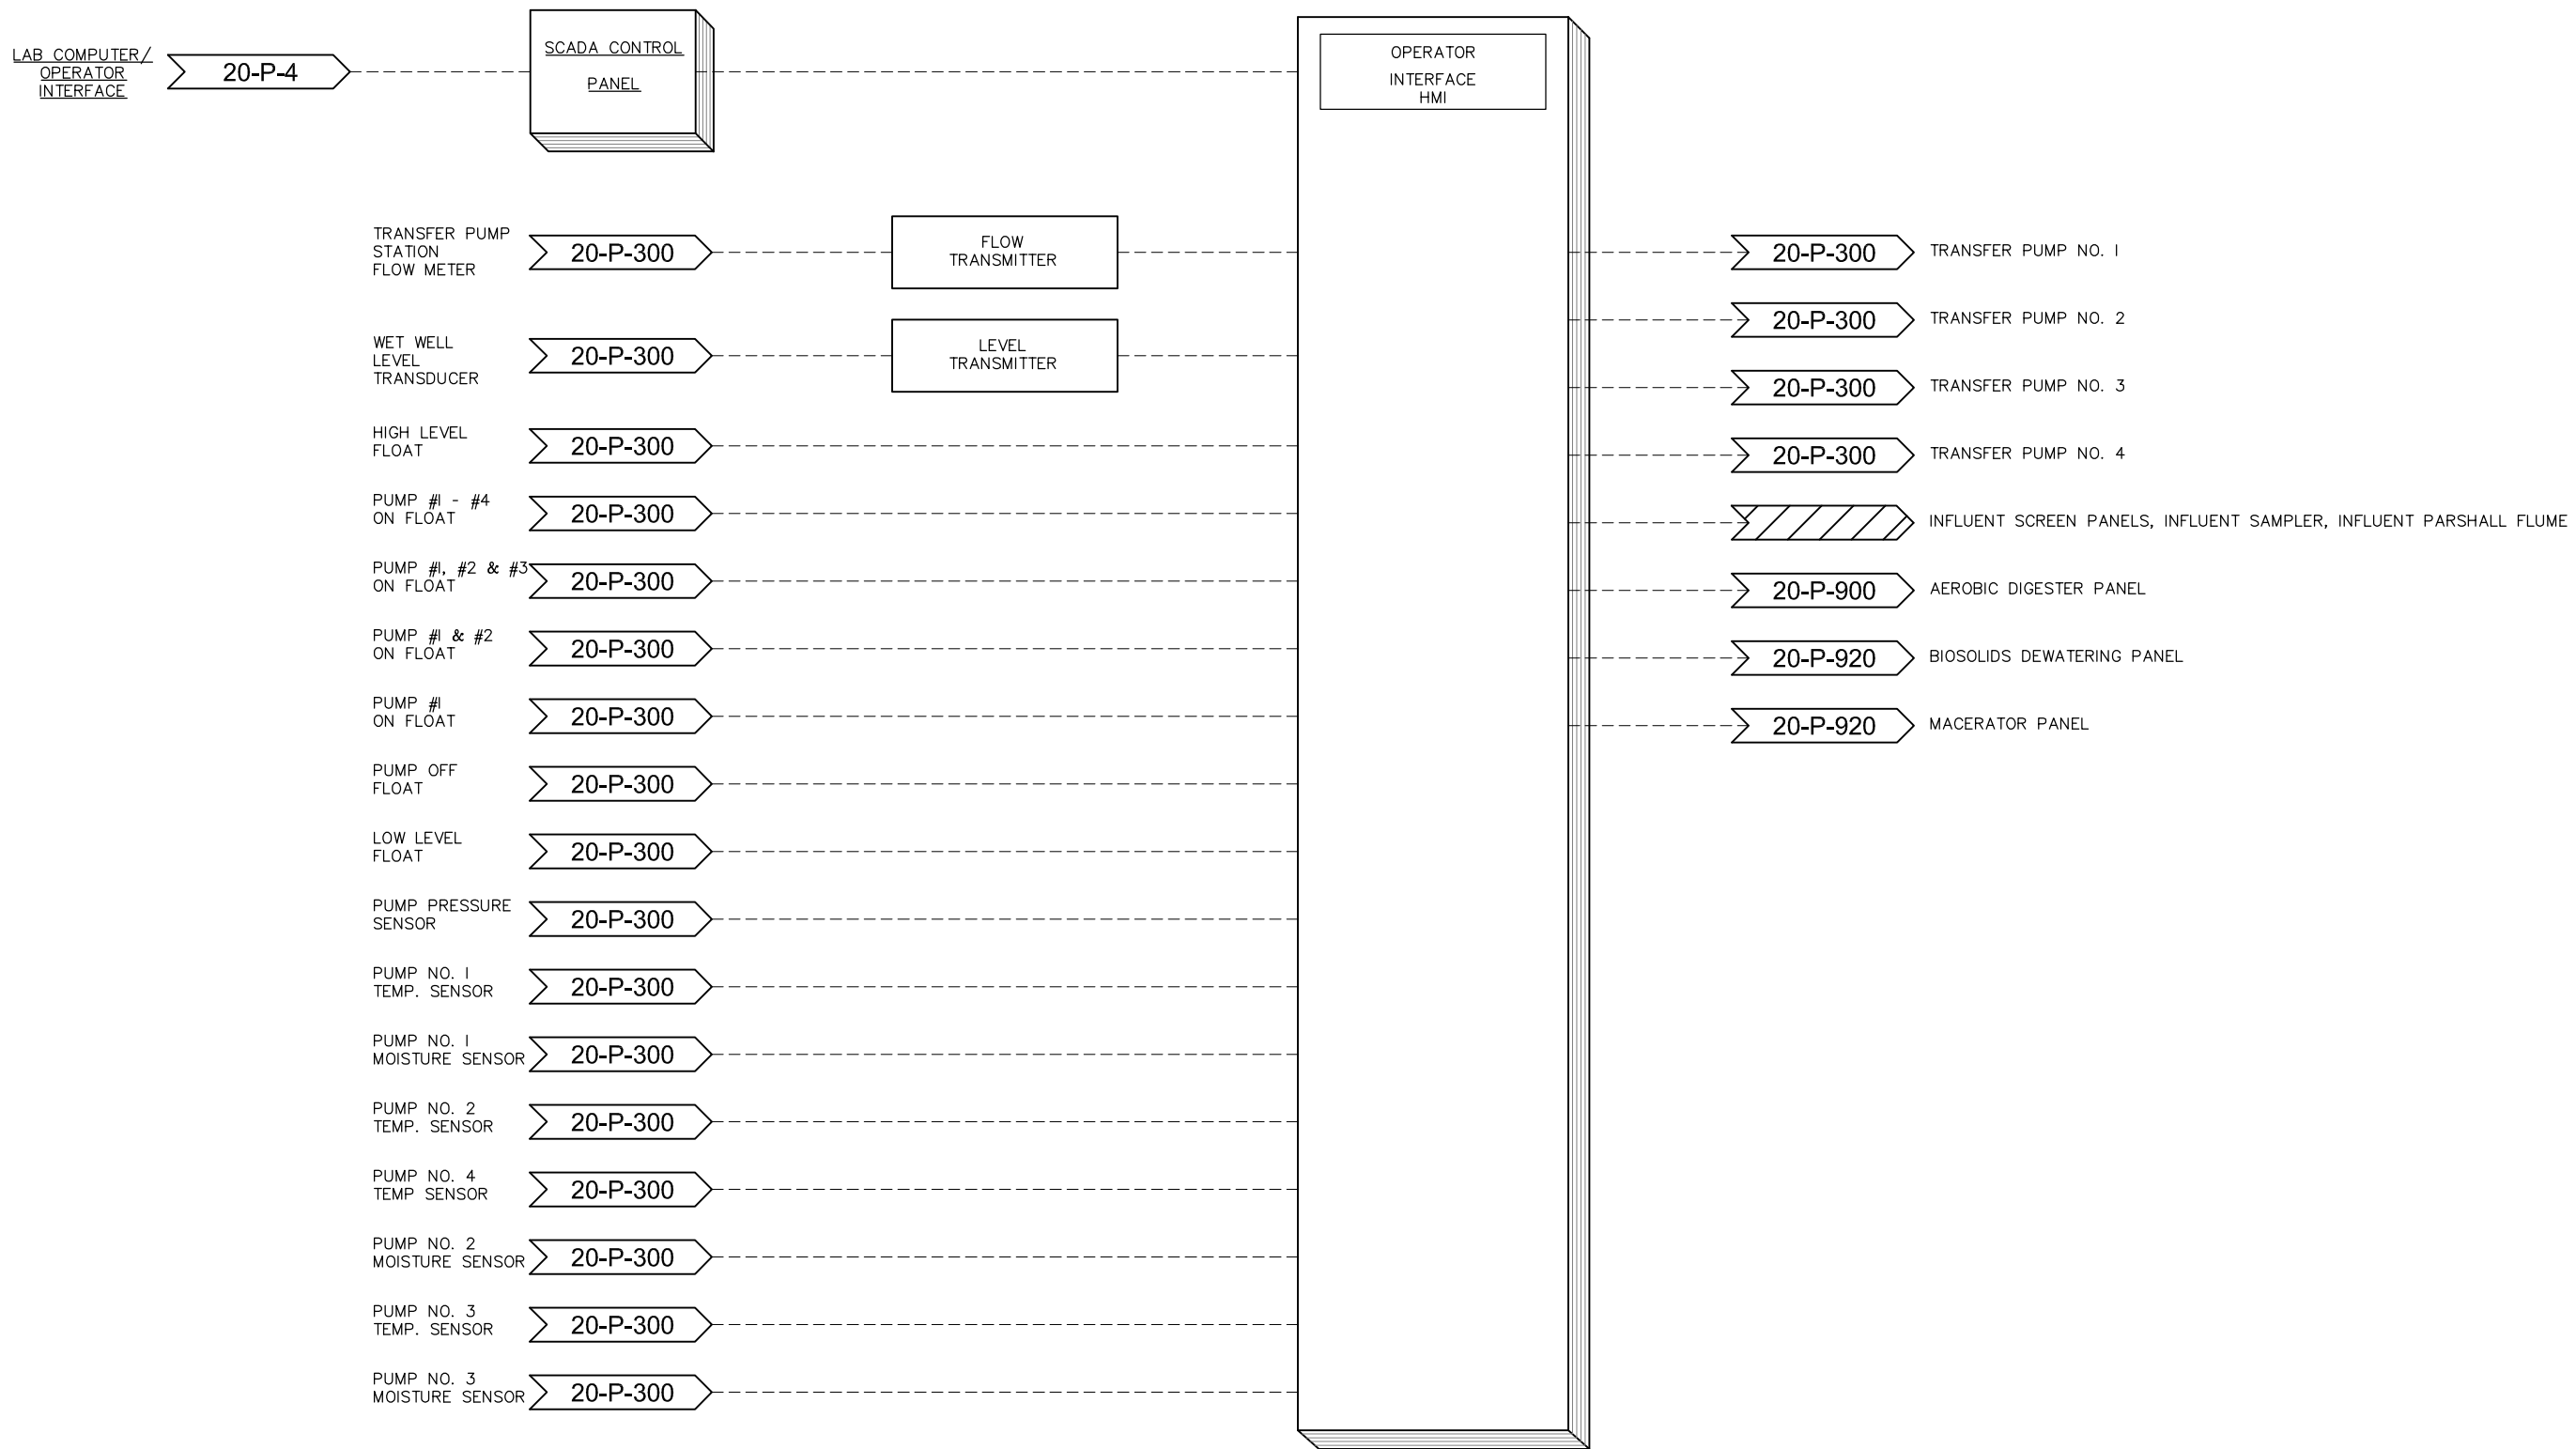 LAB COMPUTER/
OPERATOR
INTERFACE
20-P-4
SCADA CONTROL
PANEL
OPERATOR
INTERFACE
HMI
TRANSFER PUMP
STATION
FLOW METER
20-P-300
FLOW
TRANSMITTER
WET WELL
LEVEL
TRANSDUCER
20-P-300
LEVEL
TRANSMITTER
HIGH LEVEL
FLOAT
20-P-300
PUMP #1 - #4
ON FLOAT
20-P-300
PUMP #1, #2 & #3
ON FLOAT
20-P-300
PUMP #1 & #2
ON FLOAT
20-P-300
PUMP #1
ON FLOAT
20-P-300
PUMP OFF
FLOAT
20-P-300
LOW LEVEL
FLOAT
20-P-300
PUMP PRESSURE
SENSOR
20-P-300
PUMP NO. 1
TEMP. SENSOR
20-P-300
PUMP NO. 1
MOISTURE SENSOR
20-P-300
PUMP NO. 2
TEMP. SENSOR
20-P-300
PUMP NO. 4
TEMP SENSOR
20-P-300
PUMP NO. 2
MOISTURE SENSOR
20-P-300
PUMP NO. 3
TEMP. SENSOR
20-P-300
PUMP NO. 3
MOISTURE SENSOR
20-P-300
20-P-300 TRANSFER PUMP NO. 1
20-P-300 TRANSFER PUMP NO. 2
20-P-300 TRANSFER PUMP NO. 3
20-P-300 TRANSFER PUMP NO. 4
INFLUENT SCREEN PANELS, INFLUENT SAMPLER, INFLUENT PARSHALL FLUME
20-P-900 AEROBIC DIGESTER PANEL
20-P-920 BIOSOLIDS DEWATERING PANEL
20-P-920 MACERATOR PANEL